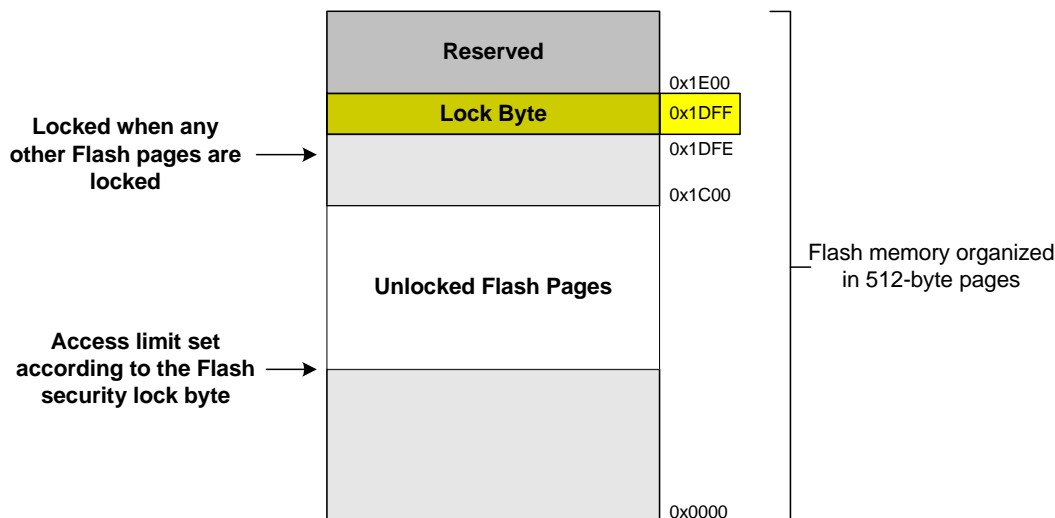 Reserved
0x1E00
Lock Byte
0x1DFF
Locked when any
other Flash pages are
locked
0x1DFE
0x1C00
Flash memory organized
in 512-byte pages
Unlocked Flash Pages
Access limit set
according to the Flash
security lock byte
0x0000